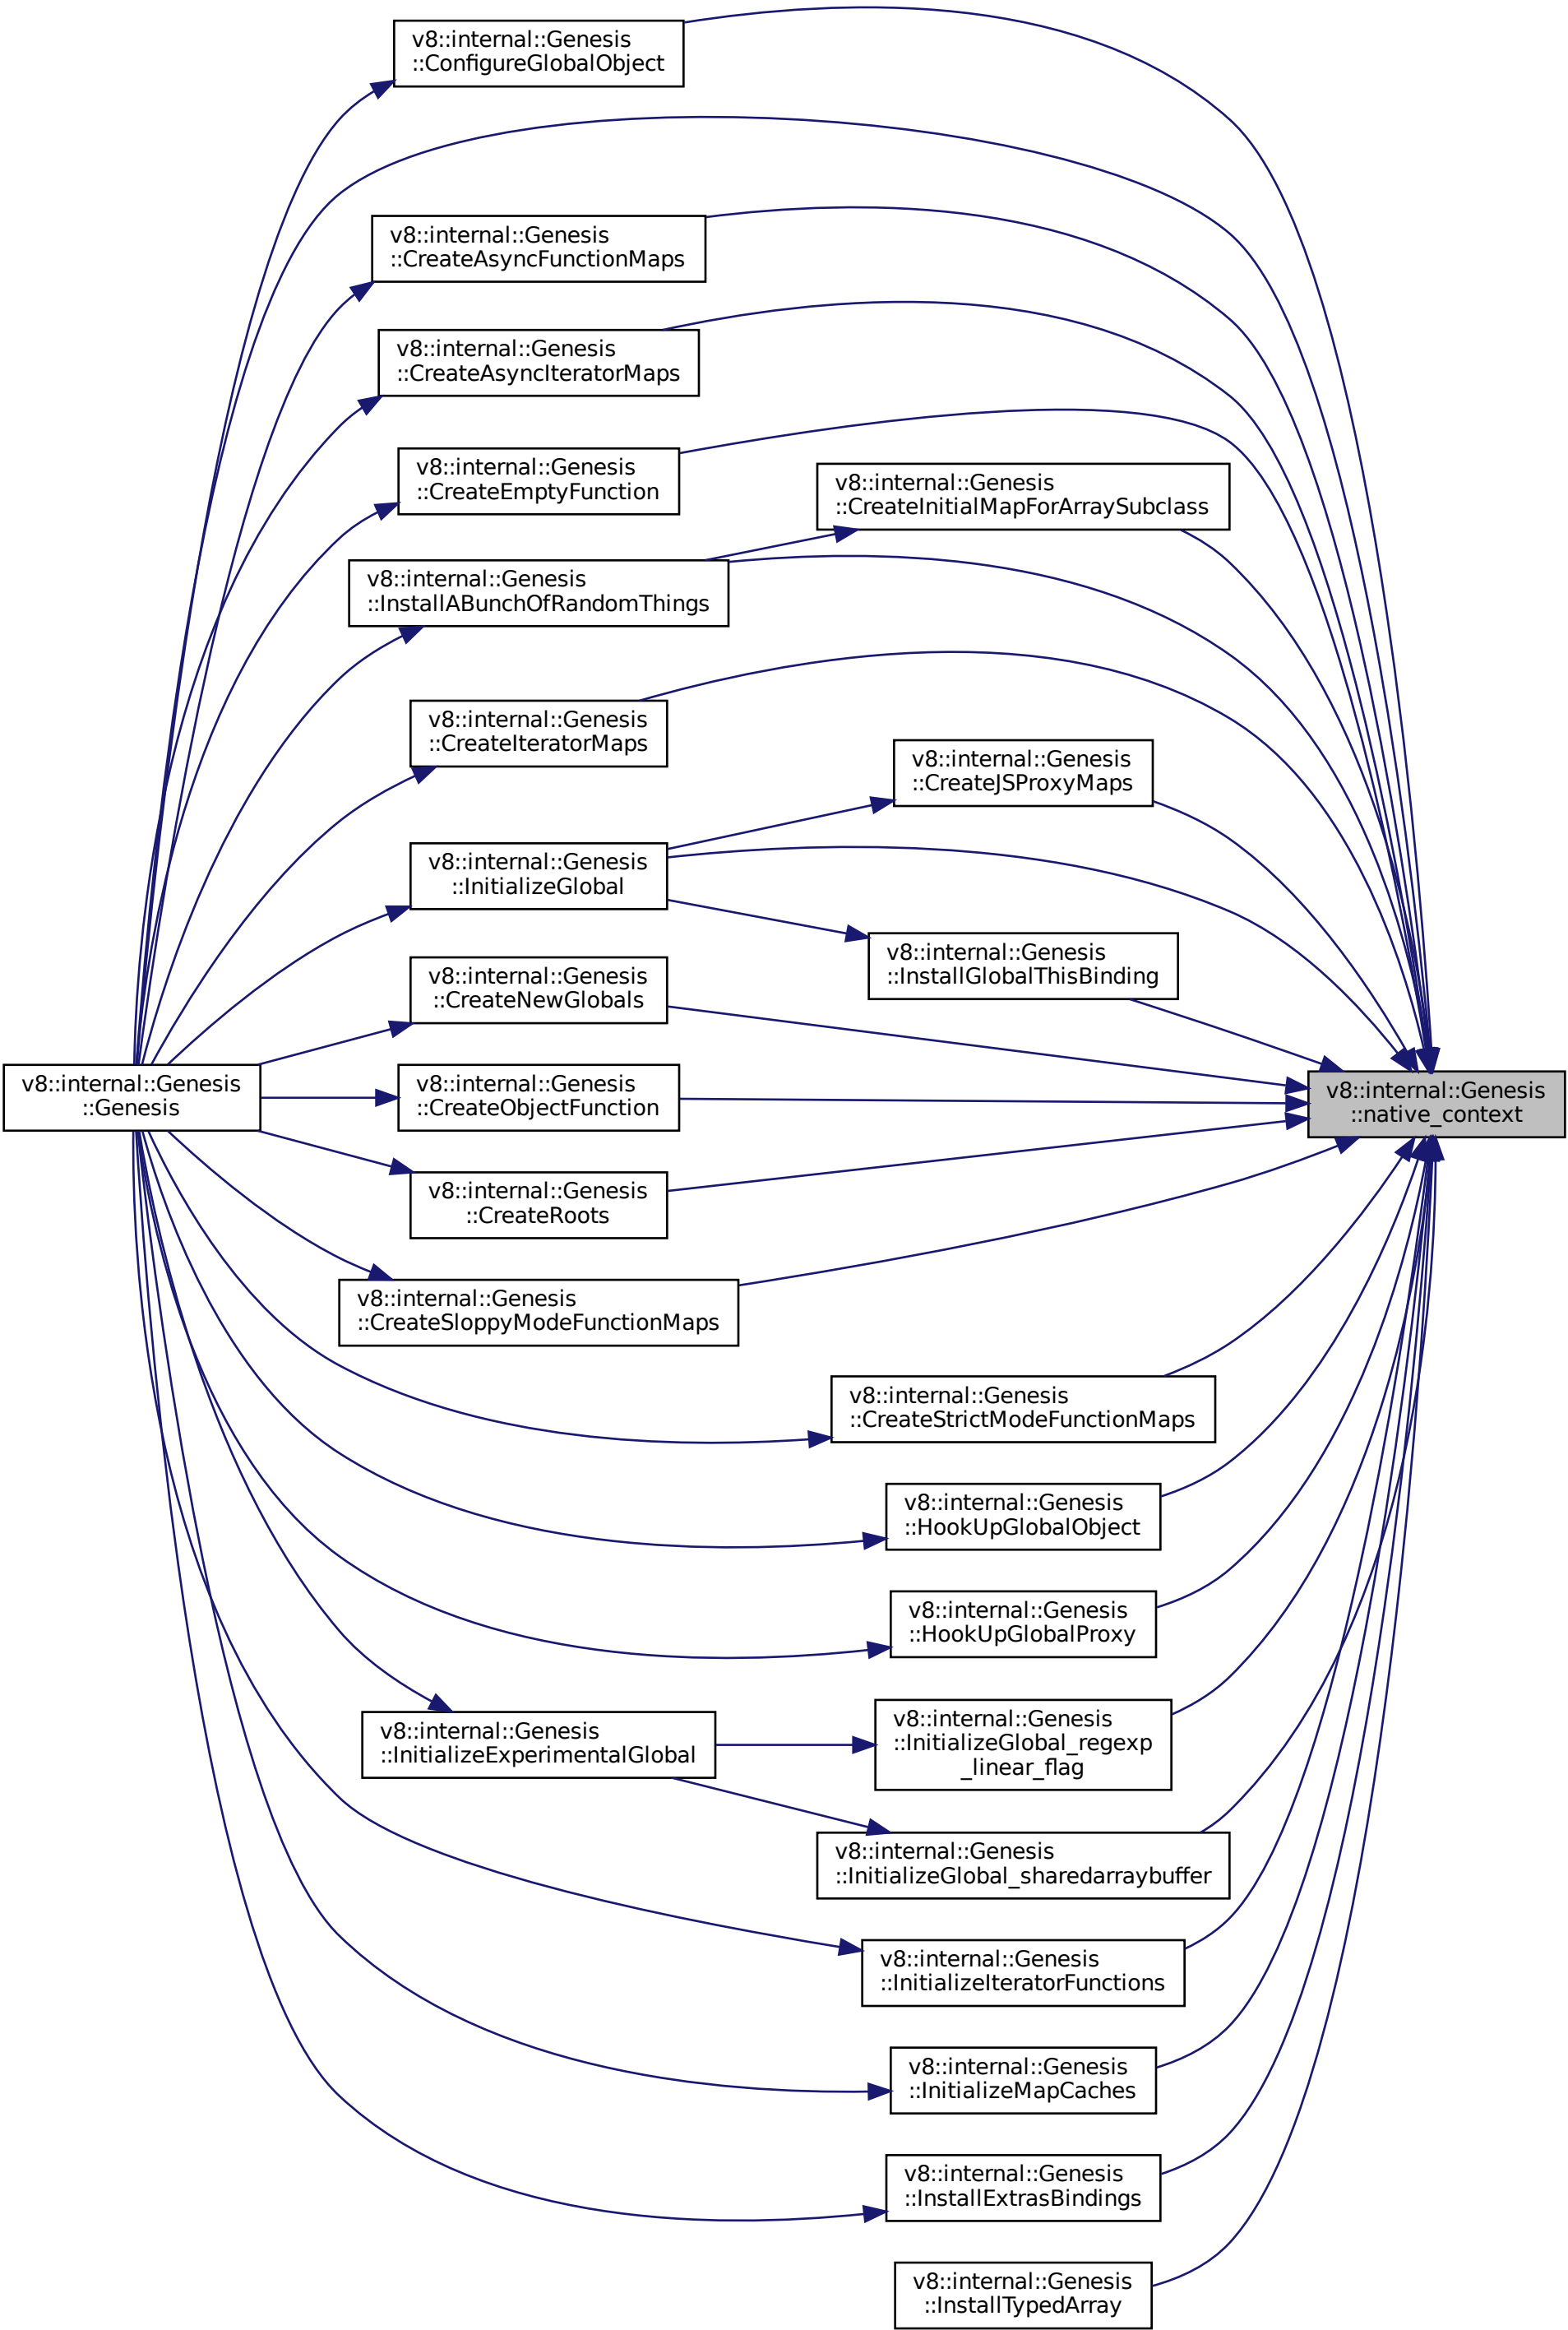 v8::internal::Genesis
::ConfigureGlobalObject
v8::internal::Genesis
::CreateAsyncFunctionMaps
v8::internal::Genesis
::CreateAsyncIteratorMaps
v8::internal::Genesis
::CreateEmptyFunction
v8::internal::Genesis
::CreateInitialMapForArraySubclass
v8::internal::Genesis
::InstallABunchOfRandomThings
v8::internal::Genesis
::CreateIteratorMaps
v8::internal::Genesis
::CreateJSProxyMaps
v8::internal::Genesis
::InitializeGlobal
v8::internal::Genesis
::InstallGlobalThisBinding
v8::internal::Genesis
::CreateNewGlobals
v8::internal::Genesis
::Genesis
v8::internal::Genesis
::CreateObjectFunction
v8::internal::Genesis
::native_context
v8::internal::Genesis
::CreateRoots
v8::internal::Genesis
::CreateSloppyModeFunctionMaps
v8::internal::Genesis
::CreateStrictModeFunctionMaps
v8::internal::Genesis
::HookUpGlobalObject
v8::internal::Genesis
::HookUpGlobalProxy
v8::internal::Genesis
::InitializeExperimentalGlobal
v8::internal::Genesis
::InitializeGlobal_regexp
_linear_flag
v8::internal::Genesis
::InitializeGlobal_sharedarraybuffer
v8::internal::Genesis
::InitializeIteratorFunctions
v8::internal::Genesis
::InitializeMapCaches
v8::internal::Genesis
::InstallExtrasBindings
v8::internal::Genesis
::InstallTypedArray